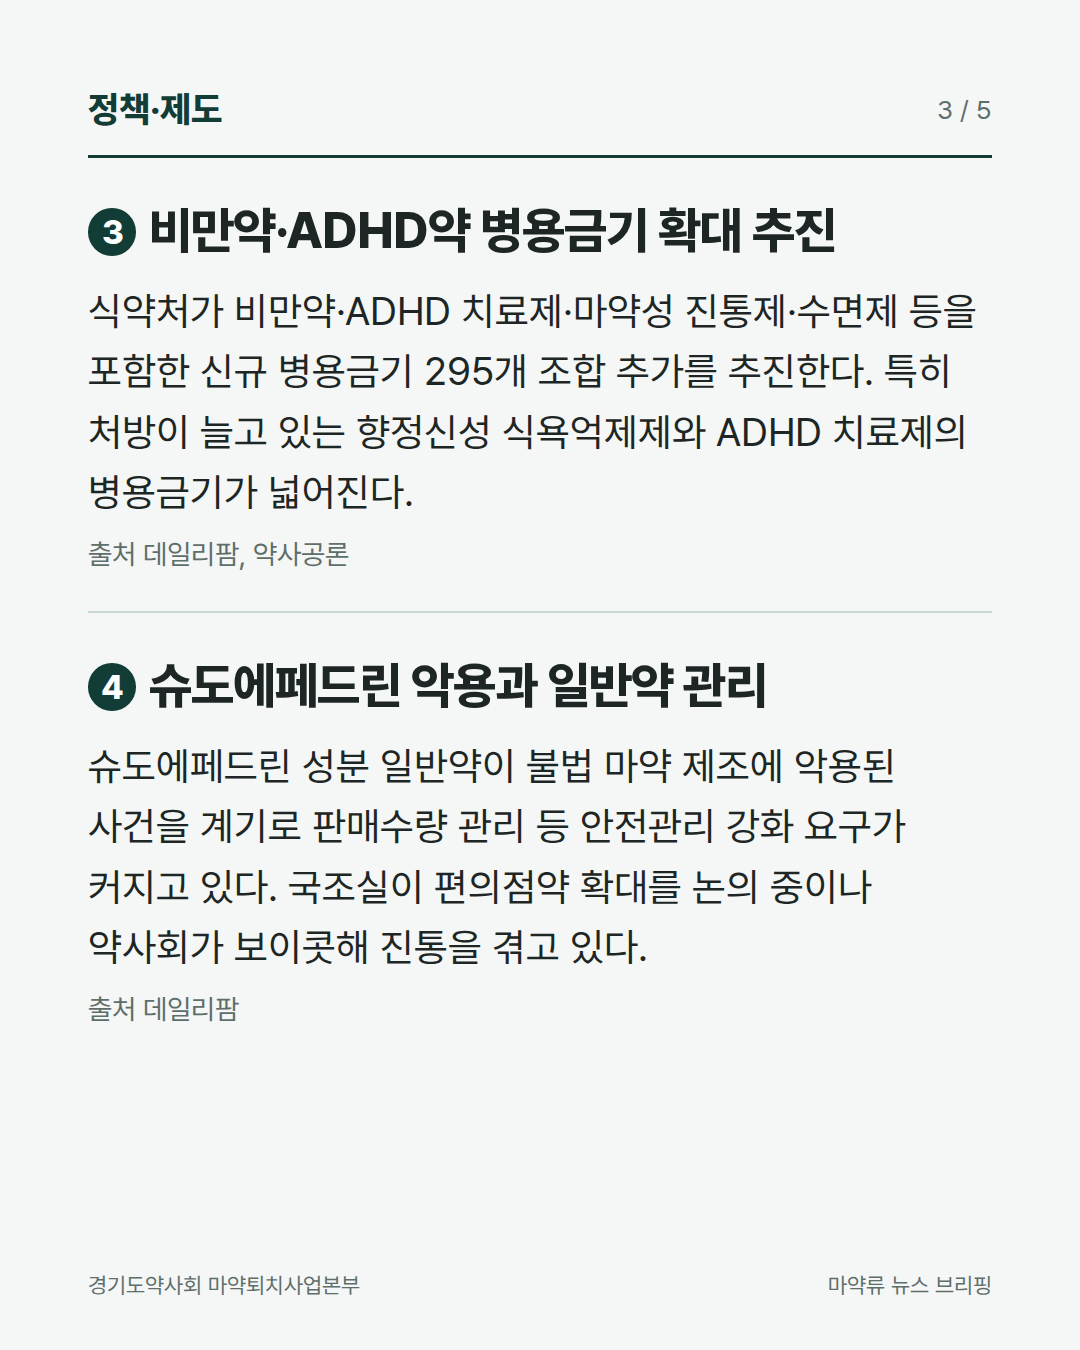 정책·제도
3 / 5
3 비만약·ADHD약 병용금기 확대 추진
식약처가 비만약·ADHD 치료제·마약성 진통제·수면제 등을
포함한 신규 병용금기 295개 조합 추가를 추진한다. 특히
처방이 늘고 있는 향정신성 식욕억제제와 ADHD 치료제의
병용금기가 넓어진다.
출처 데일리팜, 약사공론
4 슈도에페드린 악용과 일반약 관리
슈도에페드린 성분 일반약이 불법 마약 제조에 악용된
사건을 계기로 판매수량 관리 등 안전관리 강화 요구가
커지고 있다. 국조실이 편의점약 확대를 논의 중이나
약사회가 보이콧해 진통을 겪고 있다.
출처 데일리팜
경기도약사회 마약퇴치사업본부
마약류 뉴스 브리핑